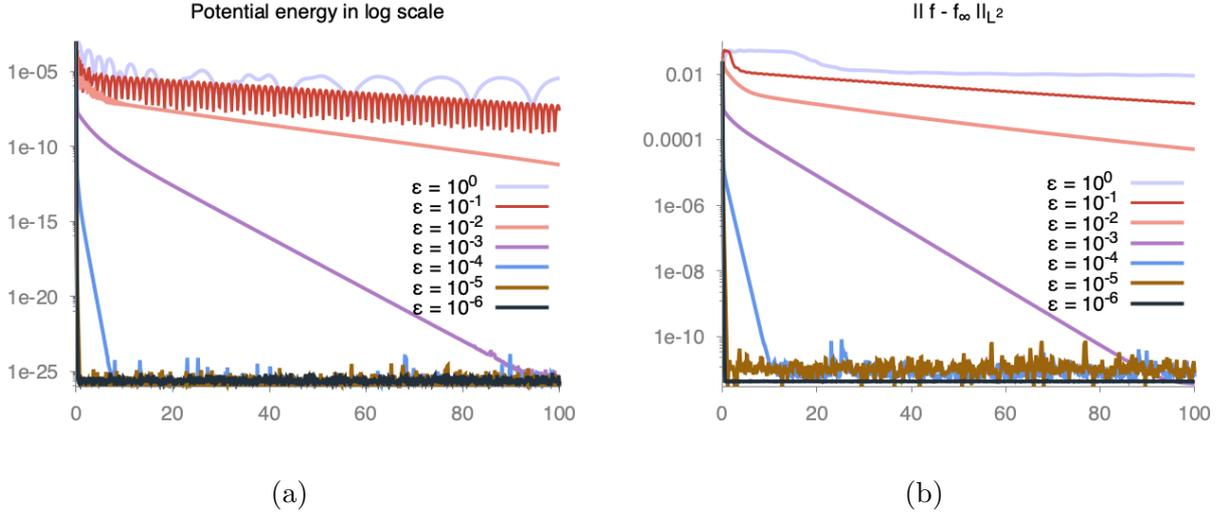 Potential energy in log scale
1e-05
1e-10
1e-15
1e-20
1e-25
0 20 40 60 80 100
ε = 10⁰
ε = 10⁻¹
ε = 10⁻²
ε = 10⁻³
ε = 10⁻⁴
ε = 10⁻⁵
ε = 10⁻⁶
(a)
|| f - f∞ ||L²
0.01
0.0001
1e-06
1e-08
1e-10
0 20 40 60 80 100
ε = 10⁰
ε = 10⁻¹
ε = 10⁻²
ε = 10⁻³
ε = 10⁻⁴
ε = 10⁻⁵
ε = 10⁻⁶
(b)